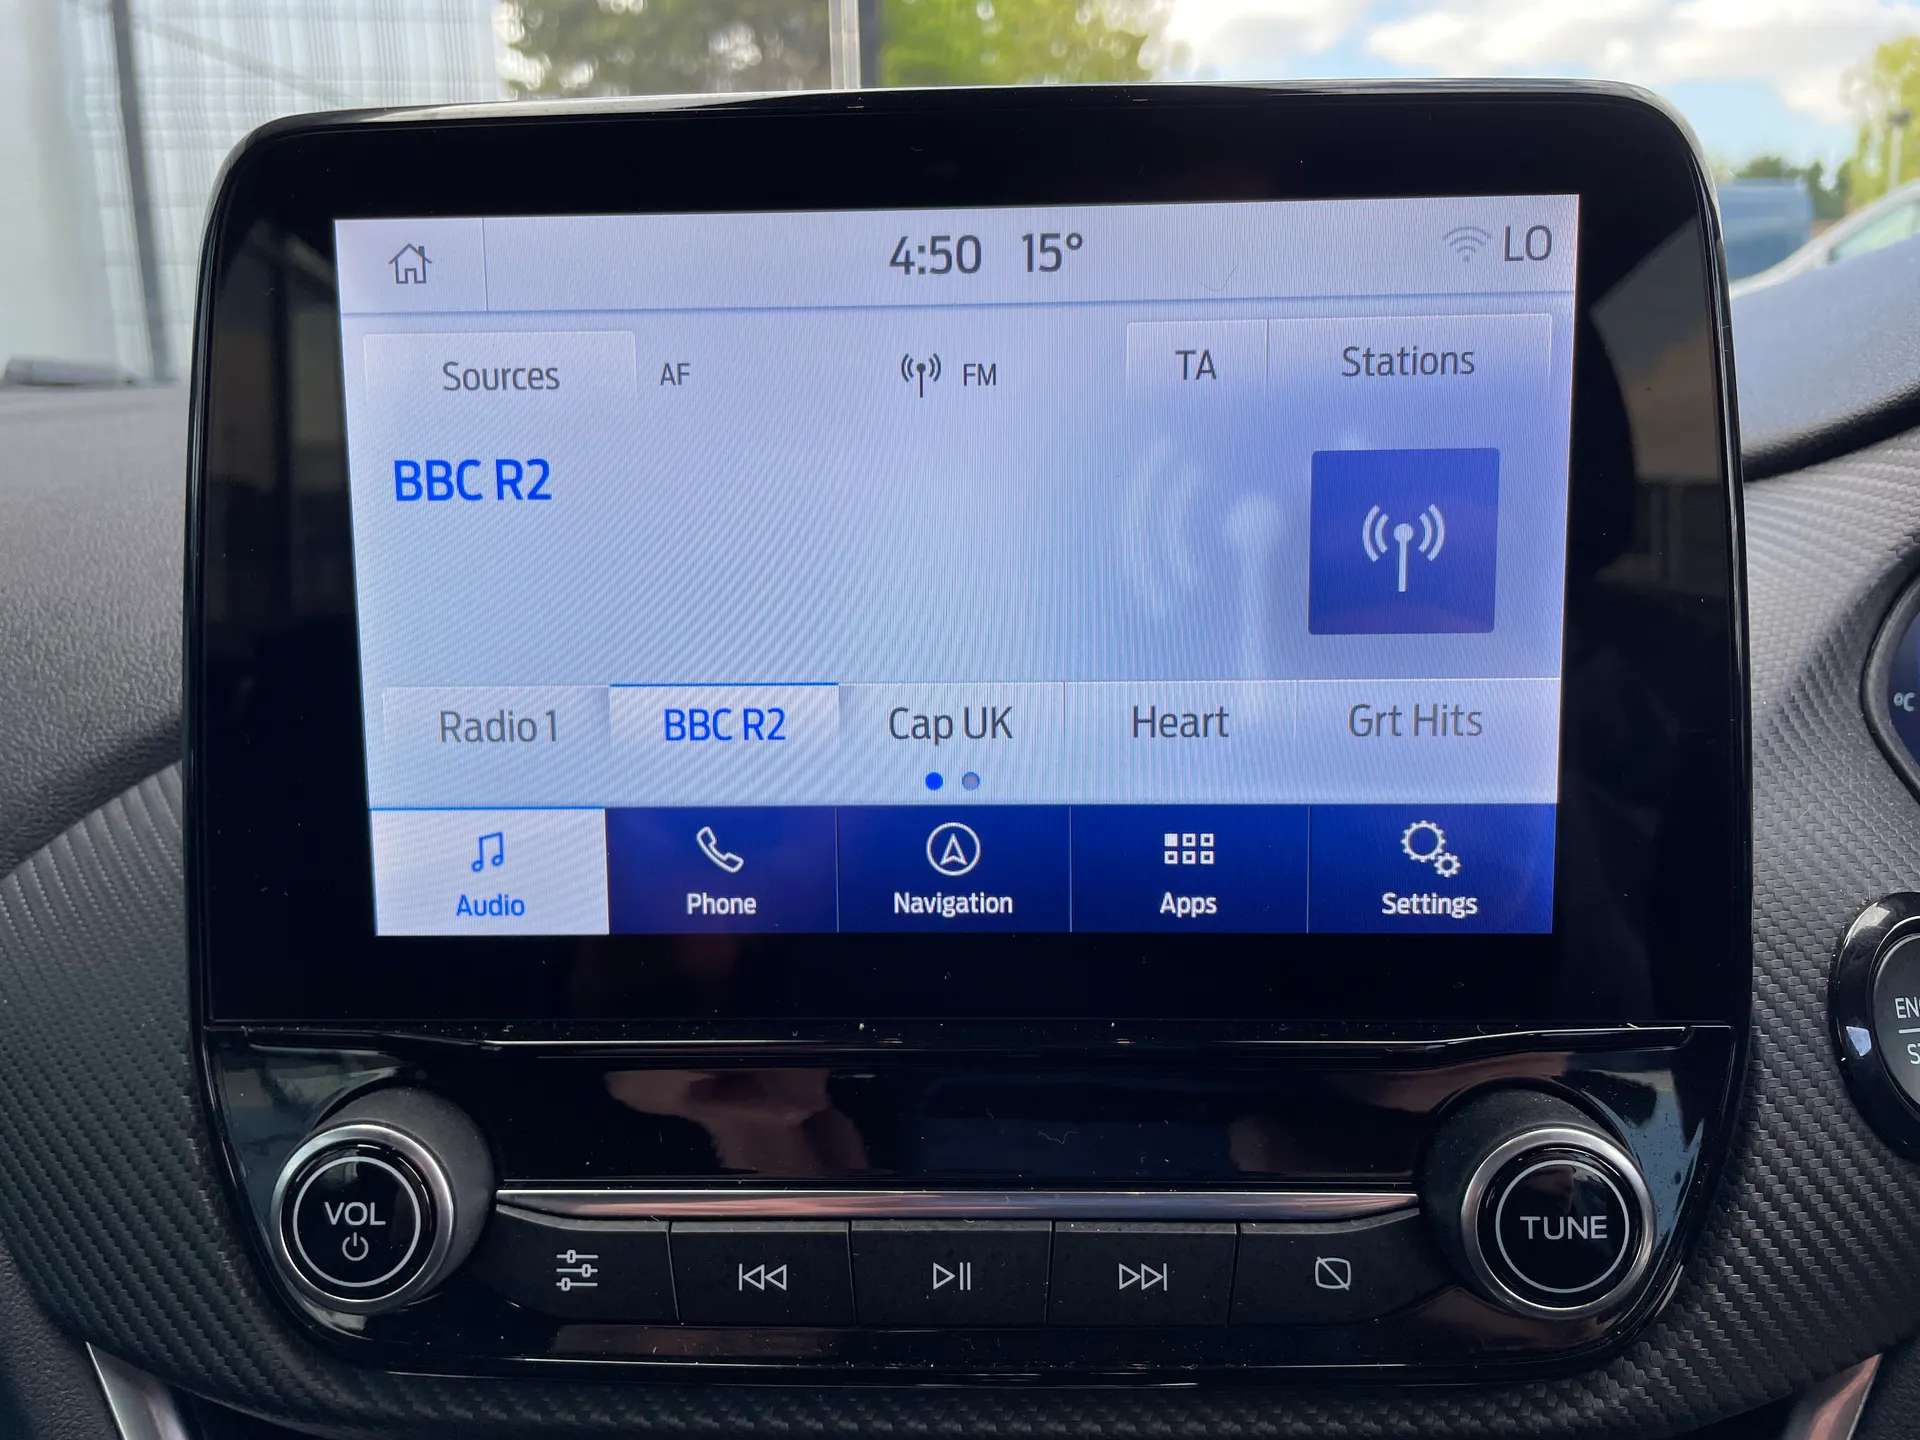 4:50 15° LO
Sources AF FM TA Stations
BBC R2
Radio 1 BBC R2 Cap UK Heart Grt Hits
Audio Phone Navigation Apps Settings
°C
VOL
TUNE